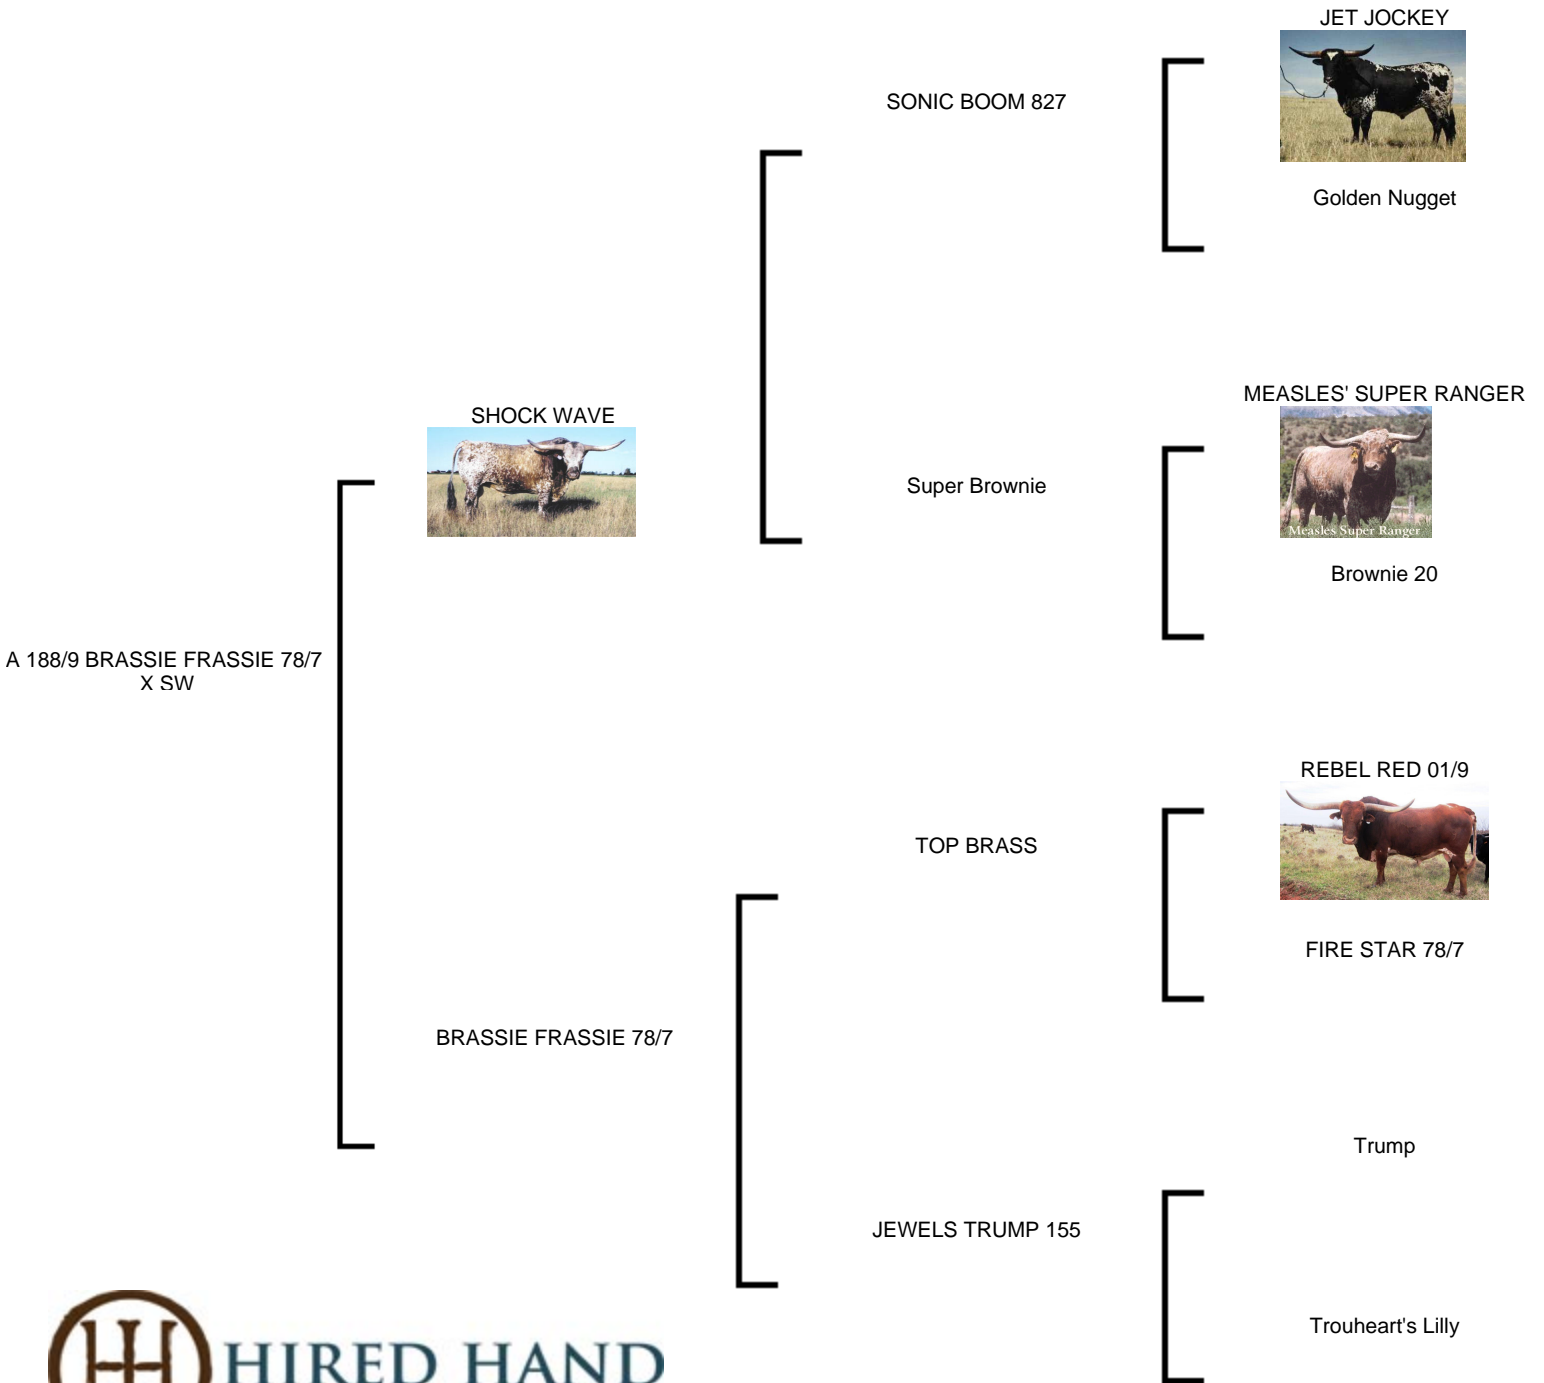 JET JOCKEY
SONIC BOOM 827
Golden Nugget
MEASLES' SUPER RANGER
SHOCK WAVE
Super Brownie
Measles Super Ranger
Brownie 20
A 188/9 BRASSIE FRASSIE 78/7
X SW
REBEL RED 01/9
TOP BRASS
FIRE STAR 78/7
BRASSIE FRASSIE 78/7
Trump
JEWELS TRUMP 155
Trouheart's Lilly
HIRED HAND